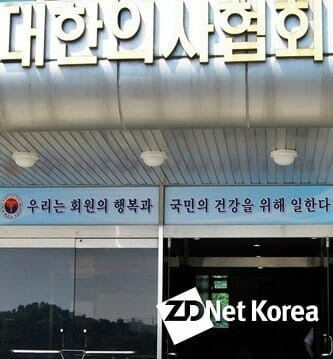 대한의사협회
우리는 회원의 행복과 국민의 건강을 위해 일한다
ZDNet Korea